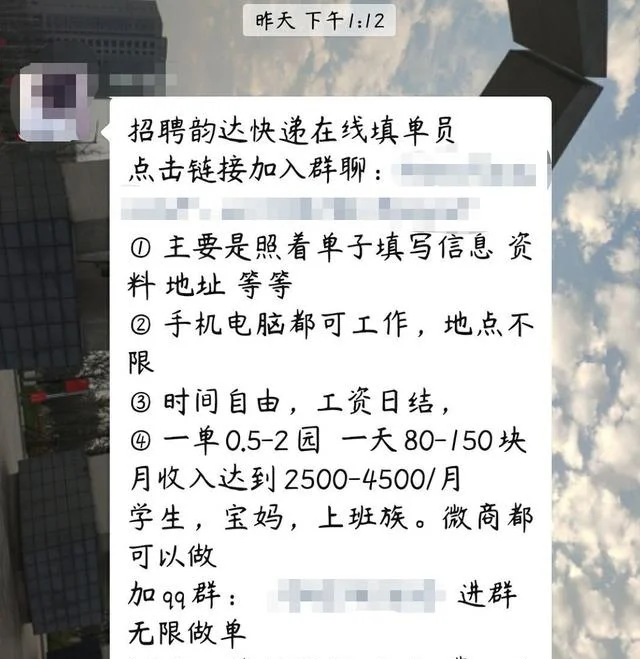 昨天 下午1:12
招聘韵达快递在线填单员
点击链接加入群聊：
① 主要是照着单子填写信息 资
料 地址 等等
② 手机电脑都可工作，地点不
限
③ 时间自由，工资日结，
④ 一单0.5-2园 一天80-150块
月收入达到2500-4500/月
学生，宝妈，上班族。微商都
可以做
加qq群： 进群
无限做单